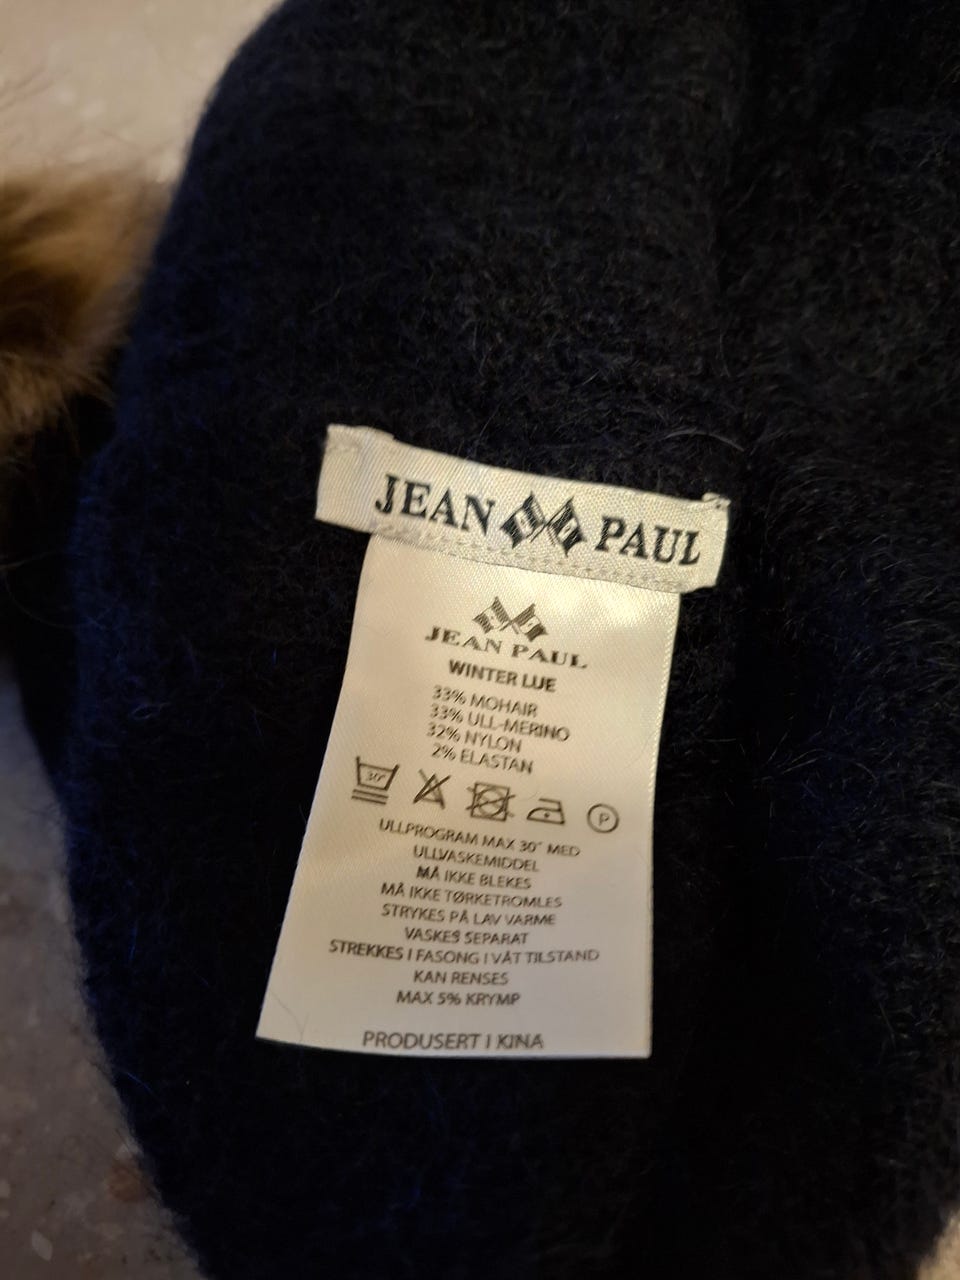 JEAN PAUL
JEAN PAUL
WINTER LUE
33% MOHAIR
33% ULL-MERINO
32% NYLON
2% ELASTAN
30° P
ULLPROGRAM MAX 30° MED
ULLVASKEMIDDEL
MÅ IKKE BLEKES
MÅ IKKE TØRKETROMLES
STRYKES PÅ LAV VARME
VASKES SEPARAT
STREKKES I FASONG I VÅT TILSTAND
KAN RENSES
MAX 5% KRYMP
PRODUSERT I KINA